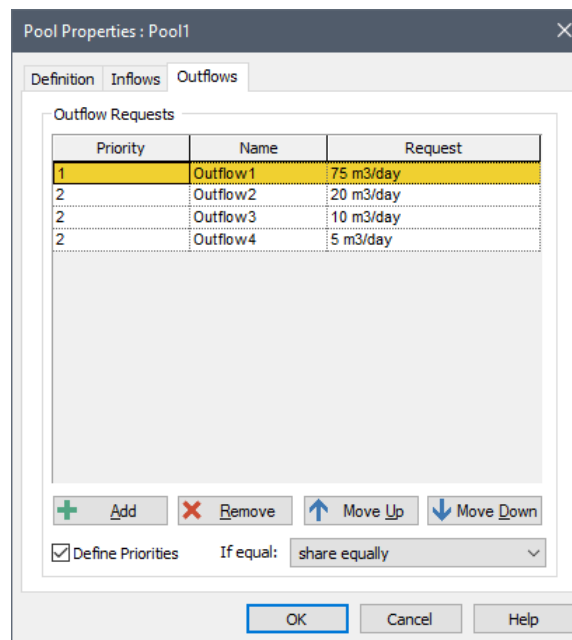 Pool Properties : Pool1
Definition Inflows Outflows
Outflow Requests
Priority Name Request
1 Outflow1 75 m3/day
2 Outflow2 20 m3/day
2 Outflow3 10 m3/day
2 Outflow4 5 m3/day
Add Remove Move Up Move Down
Define Priorities If equal: share equally
OK Cancel Help